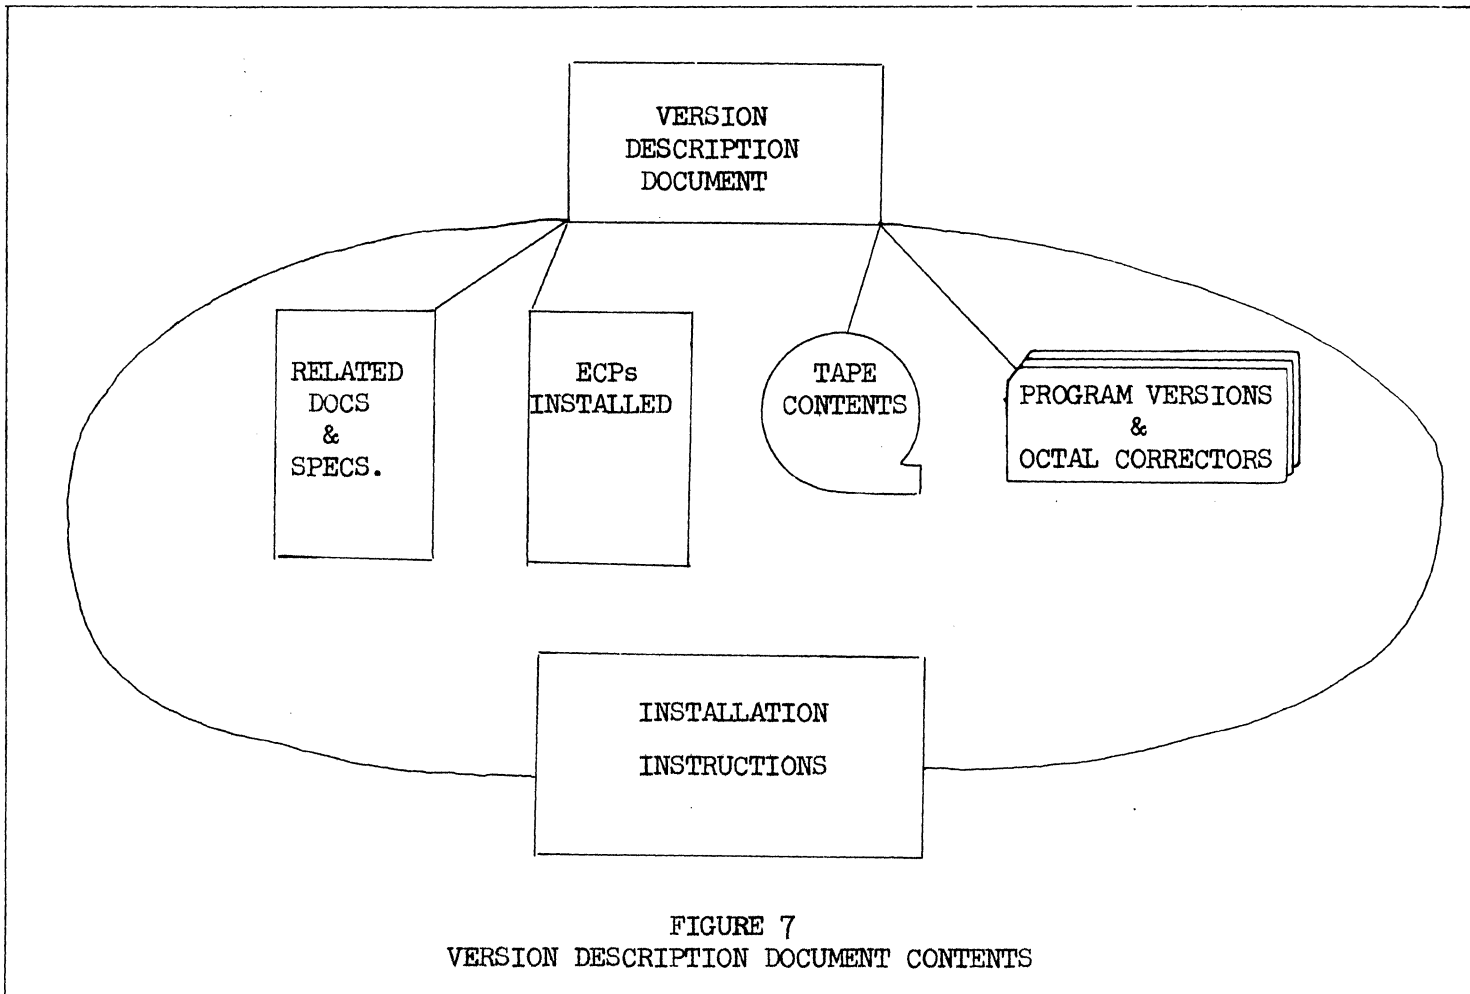 VERSION
DESCRIPTION
DOCUMENT
RELATED
DOCS
&
SPECS.
ECPs
INSTALLED
TAPE
CONTENTS
PROGRAM VERSIONS
&
OCTAL CORRECTORS
INSTALLATION
INSTRUCTIONS
FIGURE 7
VERSION DESCRIPTION DOCUMENT CONTENTS